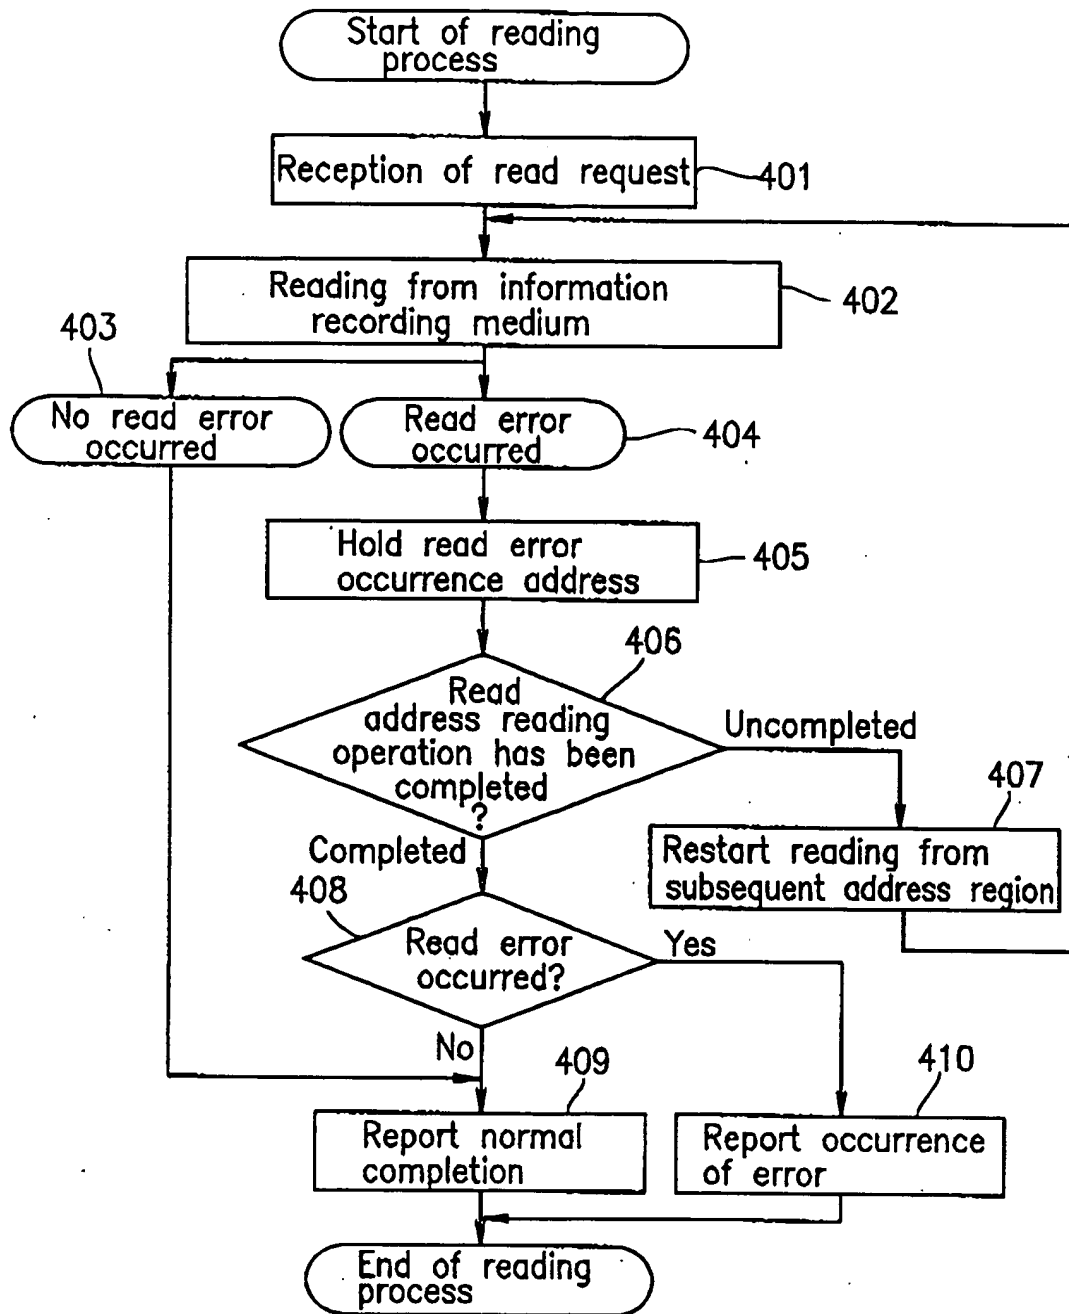 Start of reading
process
Reception of read request
401
Reading from information
recording medium
402
403
No read error
occurred
Read error
occurred
404
Hold read error
occurrence address
405
406
Read
address reading
operation has been
completed
?
Uncompleted
407
Restart reading from
subsequent address region
Completed
408
Read error
occurred?
Yes
No
409
Report normal
completion
410
Report occurrence
of error
End of reading
process